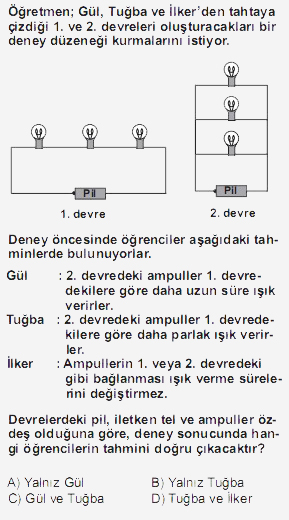 Öğretmen; Gül, Tuğba ve İlker'den tahtaya
çizdiği 1. ve 2. devreleri oluşturacakları bir
deney düzeneği kurmalarını istiyor.
Pil
1. devre
Pil
2. devre
Deney öncesinde öğrenciler aşağıdaki tah-
minlerde bulunuyorlar.
Gül : 2. devredeki ampuller 1. devre-
dekilere göre daha uzun süre ışık
verirler.
Tuğba : 2. devredeki ampuller 1. devrede-
kilere göre daha parlak ışık verir-
ler.
İlker : Ampullerin 1. veya 2. devredeki
gibi bağlanması ışık verme sürele-
rini değiştirmez.
Devrelerdeki pil, iletken tel ve ampuller öz-
deş olduğuna göre, deney sonucunda han-
gi öğrencilerin tahmini doğru çıkacaktır?
A) Yalnız Gül B) Yalnız Tuğba
C) Gül ve Tuğba D) Tuğba ve İlker